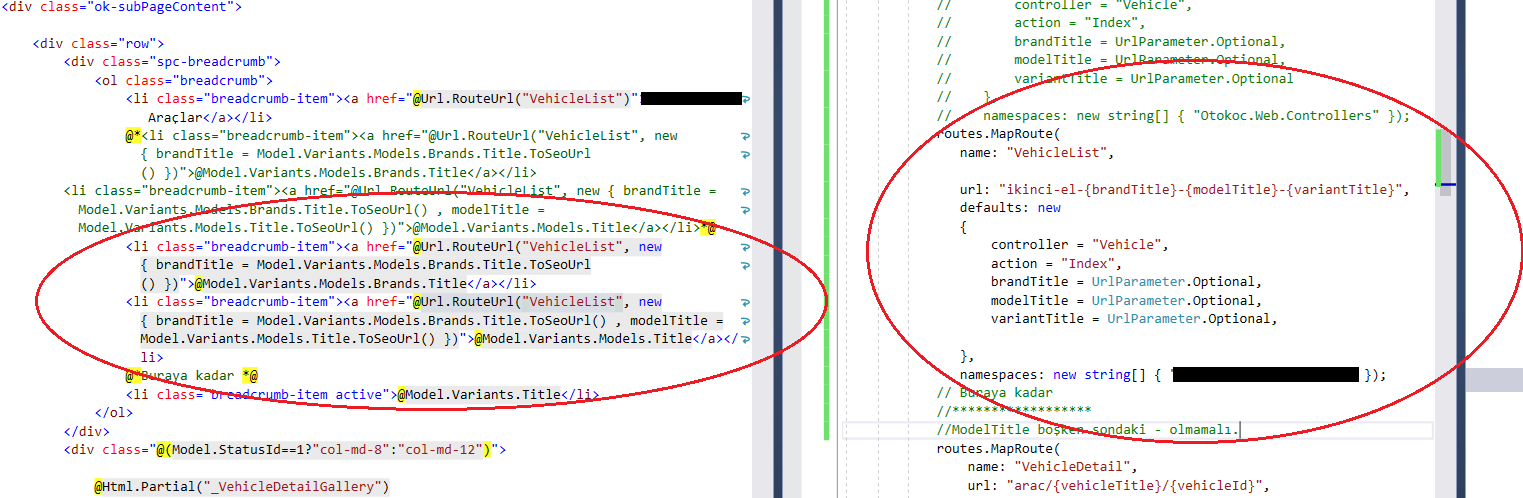 <div class="ok-subPageContent">
<div class="row">
<div class="spc-breadcrumb">
<ol class="breadcrumb">
<li class="breadcrumb-item"><a href="@Url.RouteUrl("VehicleList")"
Araçlar</a></li>
@*<li class="breadcrumb-item"><a href="@Url.RouteUrl("VehicleList", new
{ brandTitle = Model.Variants.Models.Brands.Title.ToSeoUrl
() })">@Model.Variants.Models.Brands.Title</a></li>
<li class="breadcrumb-item"><a href="@Url.RouteUrl("VehicleList", new { brandTitle =
Model.Variants.Models.Brands.Title.ToSeoUrl() , modelTitle =
Model.Variants.Models.Title.ToSeoUrl() })">@Model.Variants.Models.Title</a></li>*@
<li class="breadcrumb-item"><a href="@Url.RouteUrl("VehicleList", new
{ brandTitle = Model.Variants.Models.Brands.Title.ToSeoUrl
() })">@Model.Variants.Models.Brands.Title</a></li>
<li class="breadcrumb-item"><a href="@Url.RouteUrl("VehicleList", new
{ brandTitle = Model.Variants.Models.Brands.Title.ToSeoUrl() , modelTitle =
Model.Variants.Models.Title.ToSeoUrl() })">@Model.Variants.Models.Title</a></
li>
@*Buraya kadar *@
<li class="breadcrumb-item active">@Model.Variants.Title</li>
</ol>
</div>
<div class="@(Model.StatusId==1?"col-md-8":"col-md-12")">
@Html.Partial("_VehicleDetailGallery")
// controller = "Vehicle",
// action = "Index",
// brandTitle = UrlParameter.Optional,
// modelTitle = UrlParameter.Optional,
// variantTitle = UrlParameter.Optional
// },
// namespaces: new string[] { "Otokoc.Web.Controllers" });
routes.MapRoute(
name: "VehicleList",
url: "ikinci-el-{brandTitle}-{modelTitle}-{variantTitle}",
defaults: new
{
controller = "Vehicle",
action = "Index",
brandTitle = UrlParameter.Optional,
modelTitle = UrlParameter.Optional,
variantTitle = UrlParameter.Optional,
},
namespaces: new string[] { " });
// Buraya kadar
//******************
//ModelTitle boşken sondaki - olmamalı.
routes.MapRoute(
name: "VehicleDetail",
url: "arac/{vehicleTitle}/{vehicleId}",